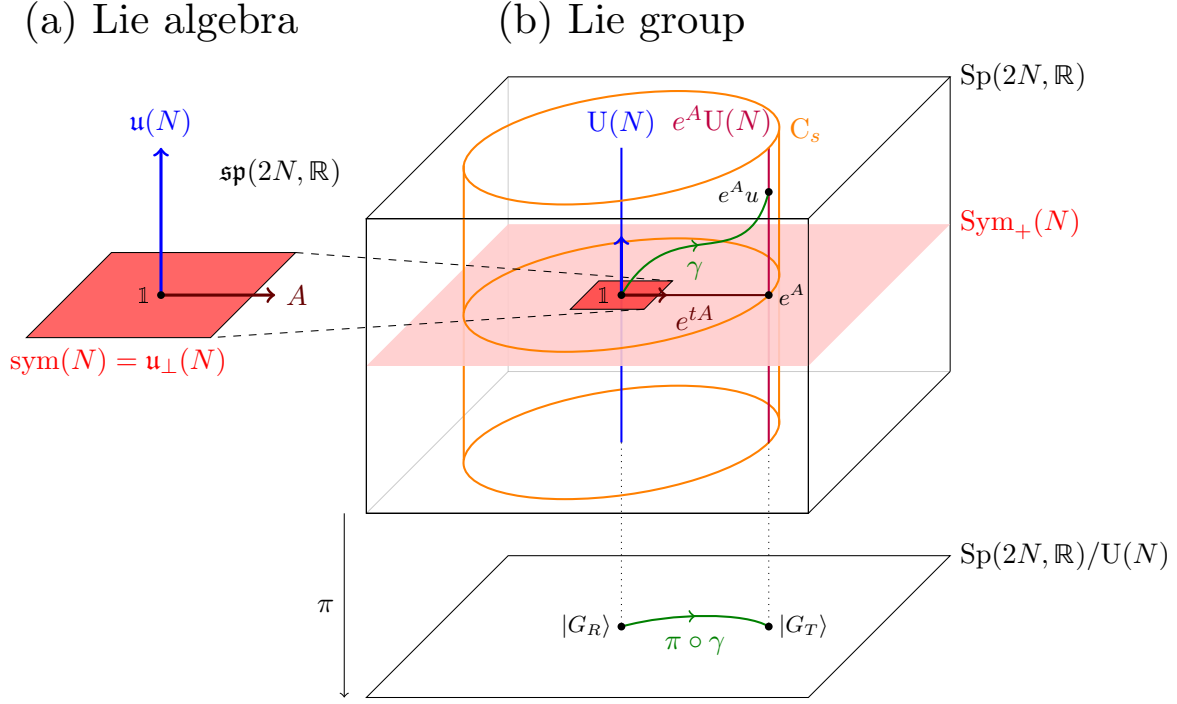 (a) Lie algebra
(b) Lie group
𝔲(N)
𝔰𝔭(2N, ℝ)
𝟙
A
sym(N) = 𝔲⊥(N)
Sp(2N, ℝ)
U(N)
e^A U(N)
C_s
e^A u
Sym₊(N)
γ
𝟙
e^A
e^{tA}
π
Sp(2N, ℝ)/U(N)
|G_R⟩
|G_T⟩
π ∘ γ